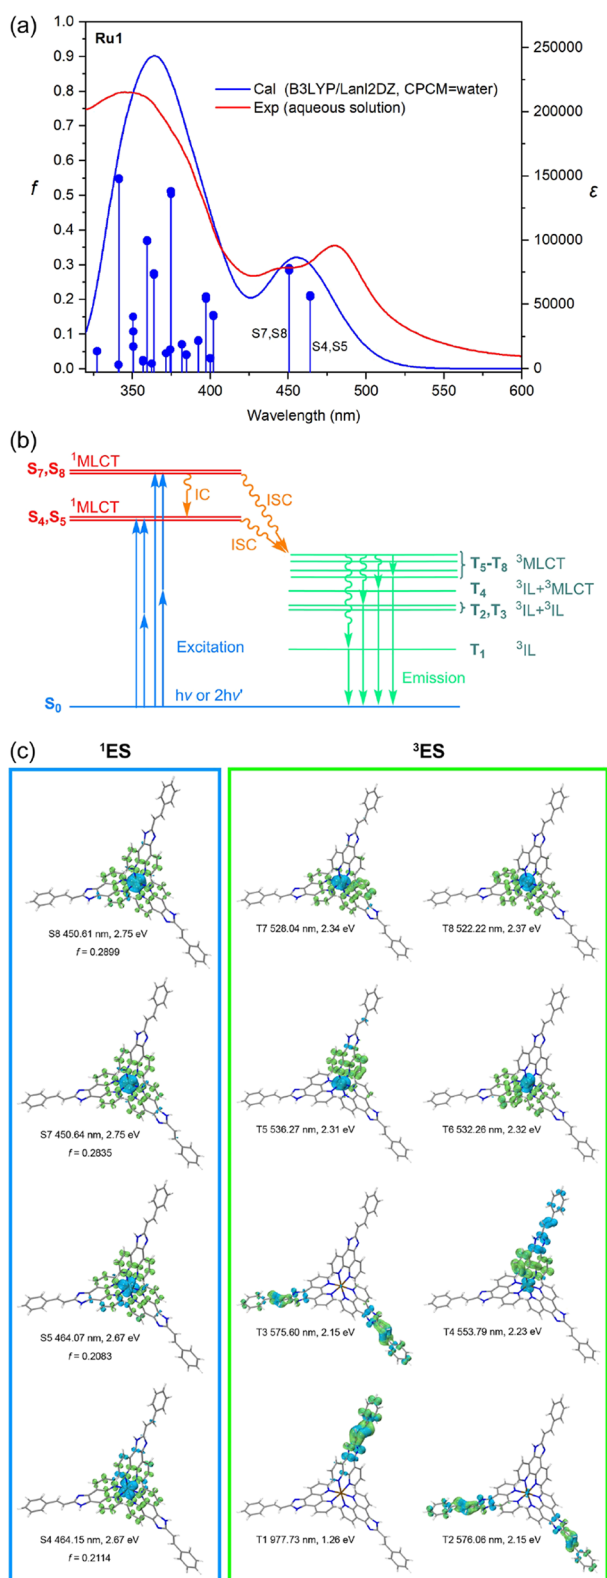 (a)
Ru1
Cal (B3LYP/Lanl2DZ, CPCM=water)
Exp (aqueous solution)
1.0
0.9
0.8
0.7
0.6
0.5
0.4
0.3
0.2
0.1
0.0
f
250000
200000
150000
100000
50000
0
ε
S7,S8
S4,S5
350 400 450 500 550 600
Wavelength (nm)
(b)
S7,S8 1MLCT
IC
ISC
S4,S5 1MLCT
ISC
T5-T8 3MLCT
T4 3IL+3MLCT
T2,T3 3IL+3IL
T1 3IL
Excitation
Emission
S0
hν or 2hν'
(c)
1ES
3ES
S8 450.61 nm, 2.75 eV
f = 0.2899
T7 528.04 nm, 2.34 eV
T8 522.22 nm, 2.37 eV
S7 450.64 nm, 2.75 eV
f = 0.2835
T5 536.27 nm, 2.31 eV
T6 532.26 nm, 2.32 eV
S5 464.07 nm, 2.67 eV
f = 0.2083
T3 575.60 nm, 2.15 eV
T4 553.79 nm, 2.23 eV
S4 464.15 nm, 2.67 eV
f = 0.2114
T1 977.73 nm, 1.26 eV
T2 576.06 nm, 2.15 eV